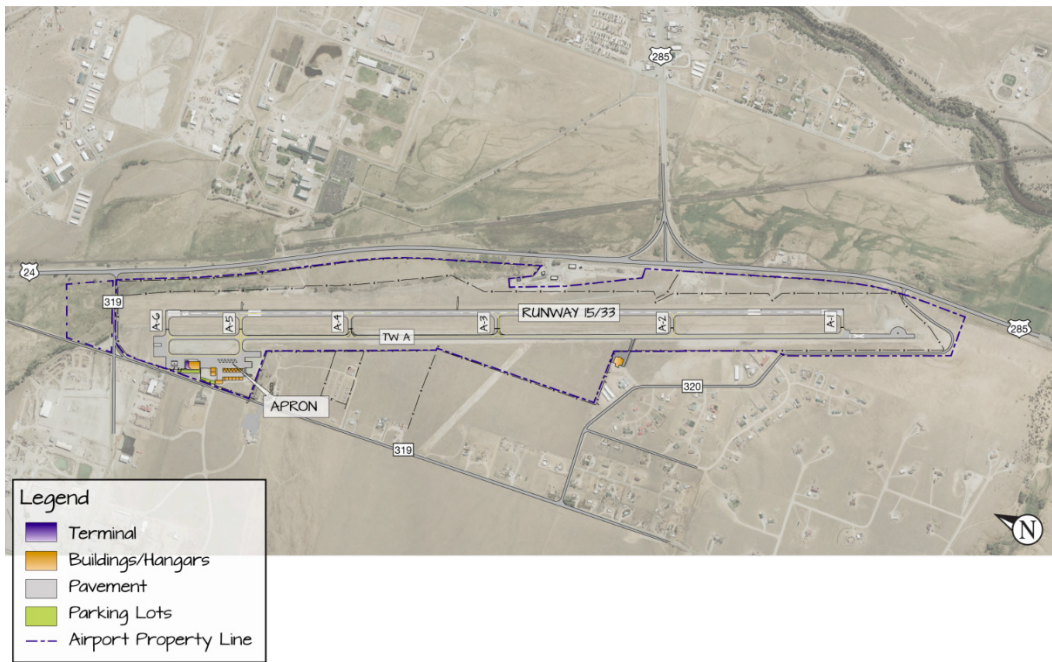 285
24
319
A-6
A-5
A-4
A-3
RUNWAY 15/33
A-2
A-1
TW A
285
320
APRON
319
Legend
Terminal
Buildings/Hangars
Pavement
Parking Lots
Airport Property Line
N